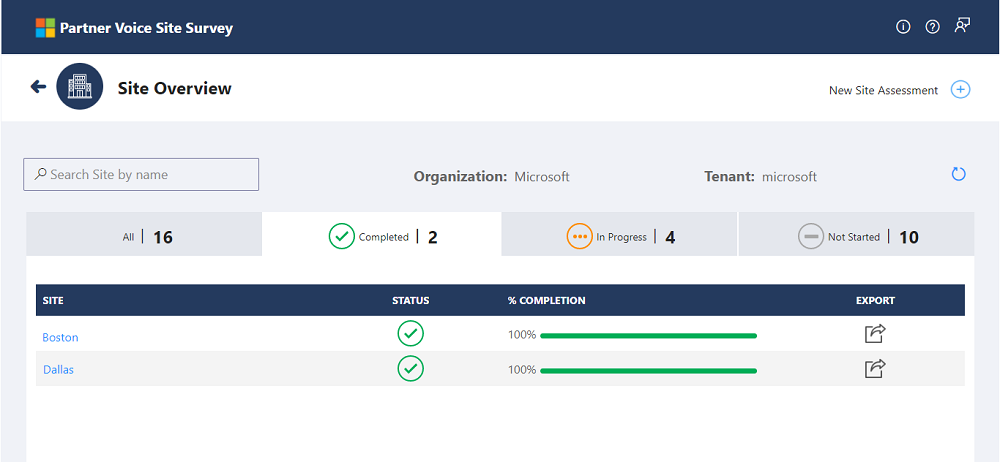 Partner Voice Site Survey
Site Overview
New Site Assessment
Search Site by name
Organization: Microsoft
Tenant: microsoft
All | 16
Completed | 2
In Progress | 4
Not Started | 10
SITE STATUS % COMPLETION EXPORT
Boston 100%
Dallas 100%